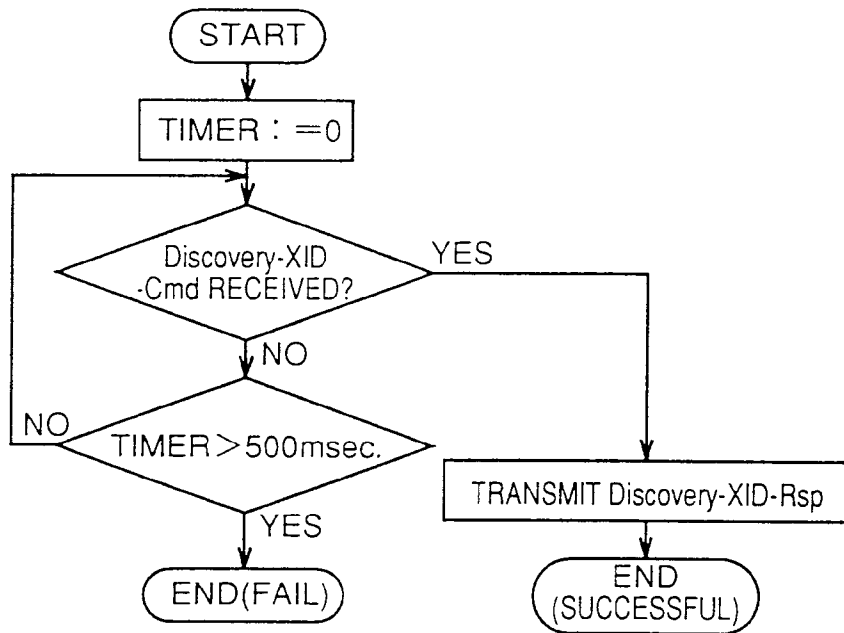 START
TIMER : =0
Discovery-XID
-Cmd RECEIVED?
YES
NO
NO
TIMER>500msec.
YES
TRANSMIT Discovery-XID-Rsp
END(FAIL)
END
(SUCCESSFUL)